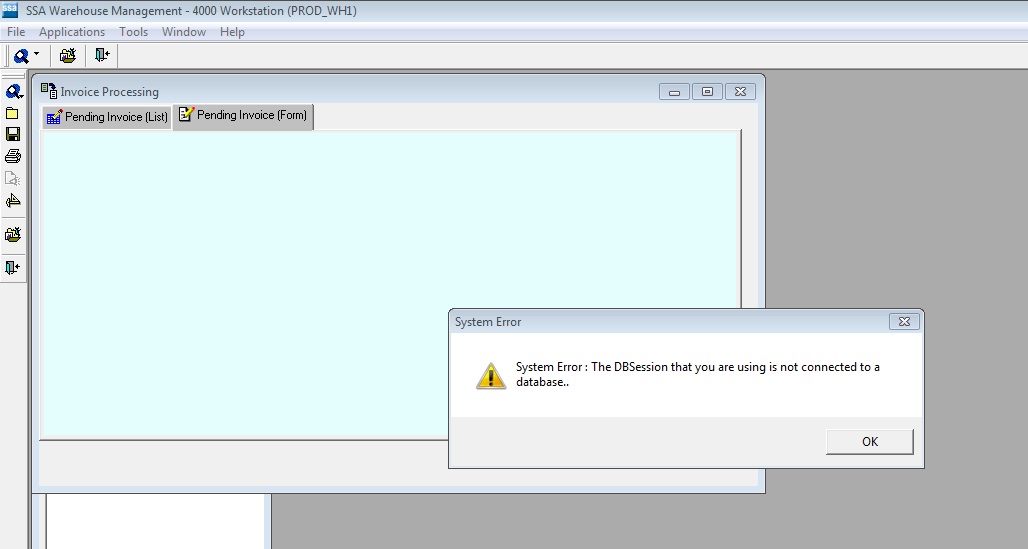 ssa
SSA Warehouse Management - 4000 Workstation (PROD_WH1)
File Applications Tools Window Help
Invoice Processing
Pending Invoice (List) Pending Invoice (Form)
System Error
System Error : The DBSession that you are using is not connected to a
database..
OK